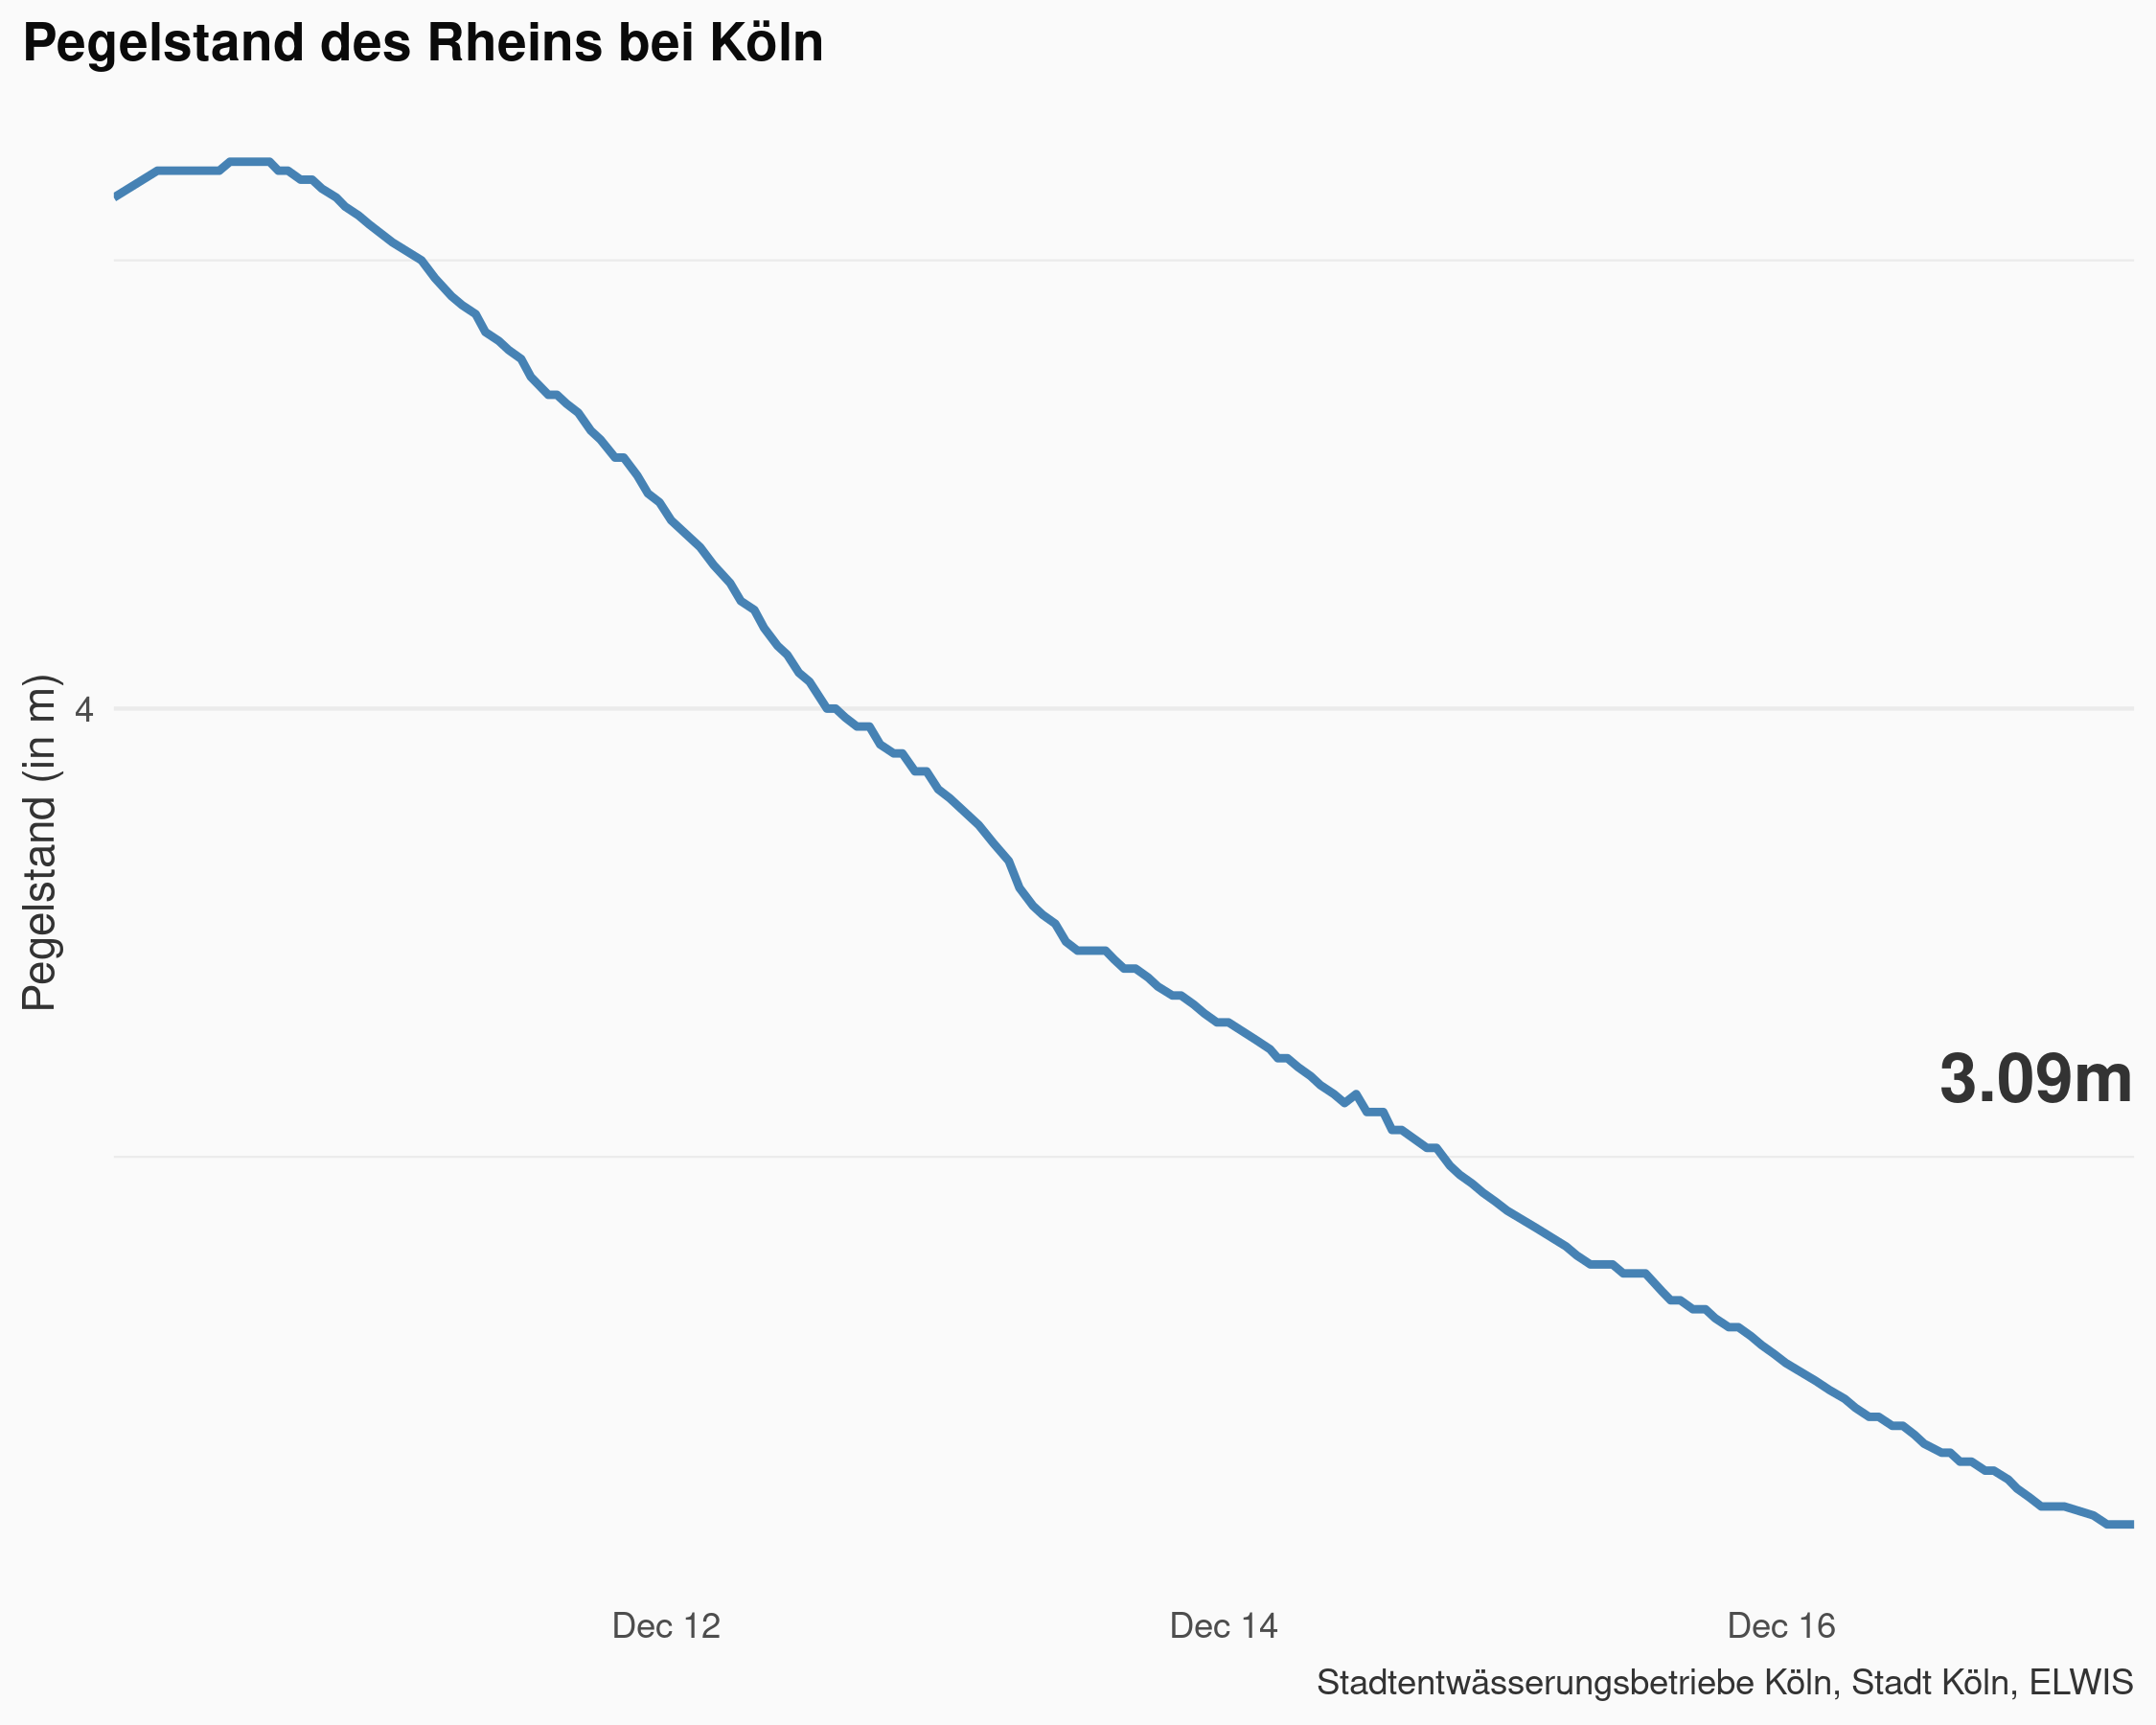 Pegelstand des Rheins bei Köln
Pegelstand (in m)
4
3.09m
Dec 12
Dec 14
Dec 16
Stadtentwässerungsbetriebe Köln, Stadt Köln, ELWIS